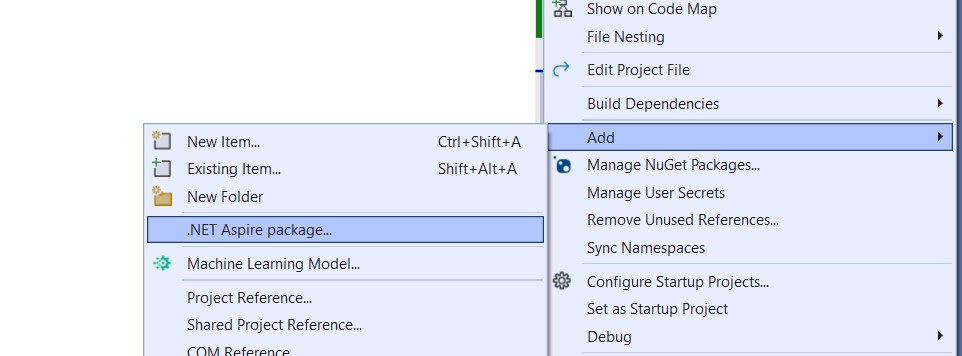 Show on Code Map
File Nesting
Edit Project File
Build Dependencies
Add
Manage NuGet Packages...
Manage User Secrets
Remove Unused References...
Sync Namespaces
Configure Startup Projects...
Set as Startup Project
Debug
New Item... Ctrl+Shift+A
Existing Item... Shift+Alt+A
New Folder
.NET Aspire package...
Machine Learning Model...
Project Reference...
Shared Project Reference...
COM Reference